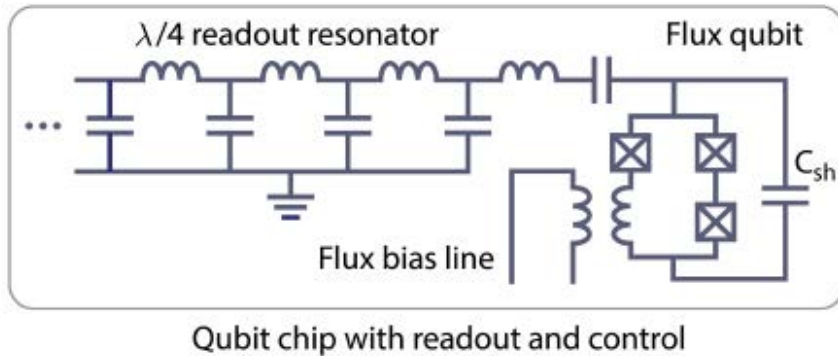 λ/4 readout resonator
Flux qubit
...
C_sh
Flux bias line
Qubit chip with readout and control